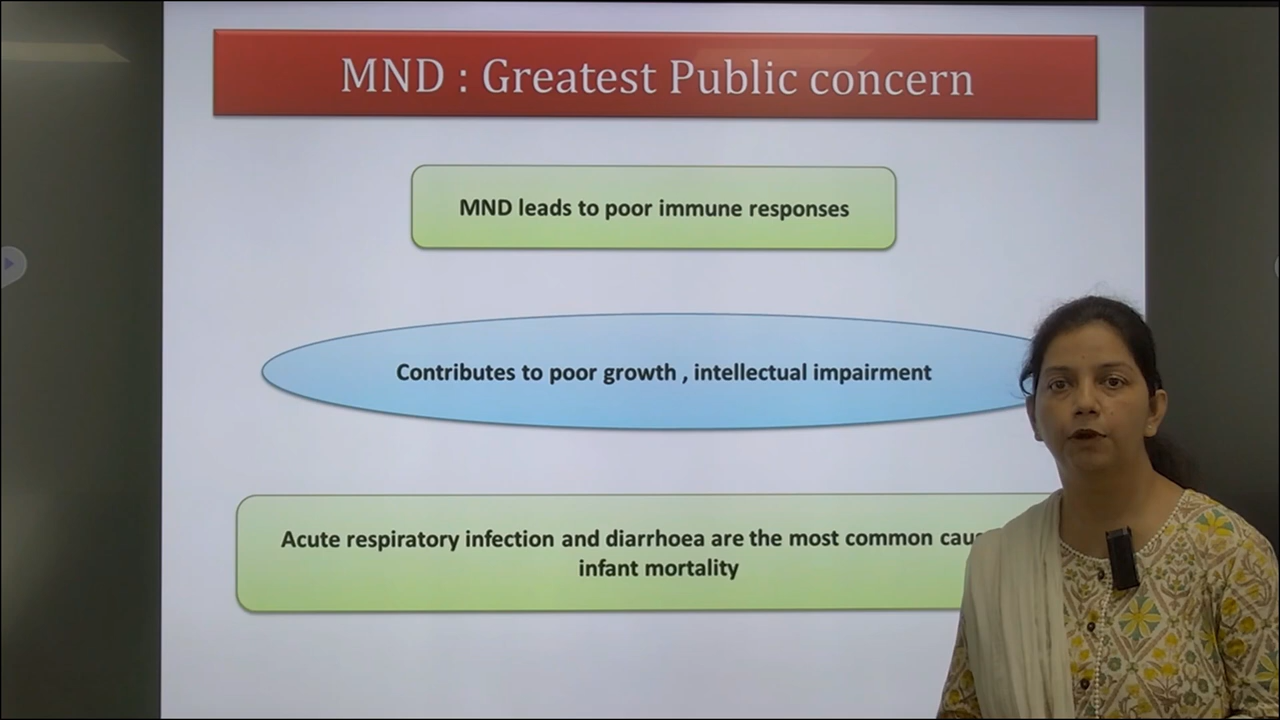 MND : Greatest Public concern
MND leads to poor immune responses
Contributes to poor growth , intellectual impairment
Acute respiratory infection and diarrhoea are the most common
infant mortality